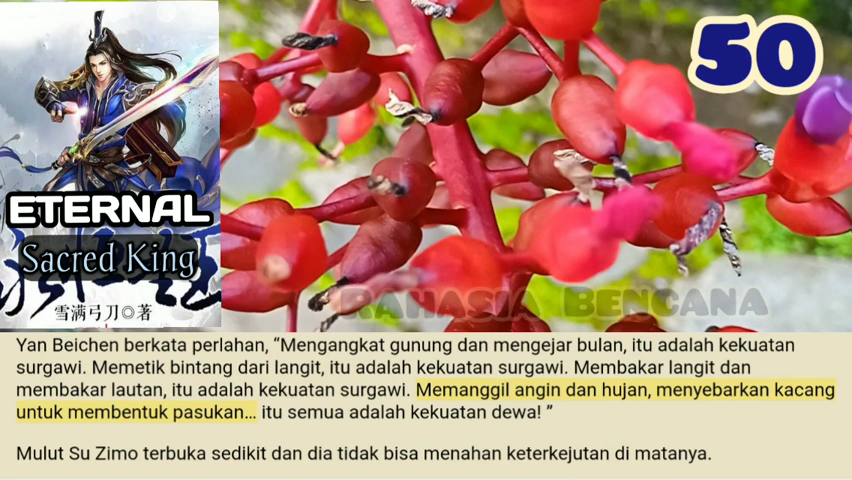 50
ETERNAL
Sacred King
雪满弓刀◎著
RAHASIA BENCANA
Yan Beichen berkata perlahan, “Mengangkat gunung dan mengejar bulan, itu adalah kekuatan
surgawi. Memetik bintang dari langit, itu adalah kekuatan surgawi. Membakar langit dan
membakar lautan, itu adalah kekuatan surgawi. Memanggil angin dan hujan, menyebarkan kacang
untuk membentuk pasukan… itu semua adalah kekuatan dewa! ”
Mulut Su Zimo terbuka sedikit dan dia tidak bisa menahan keterkejutan di matanya.